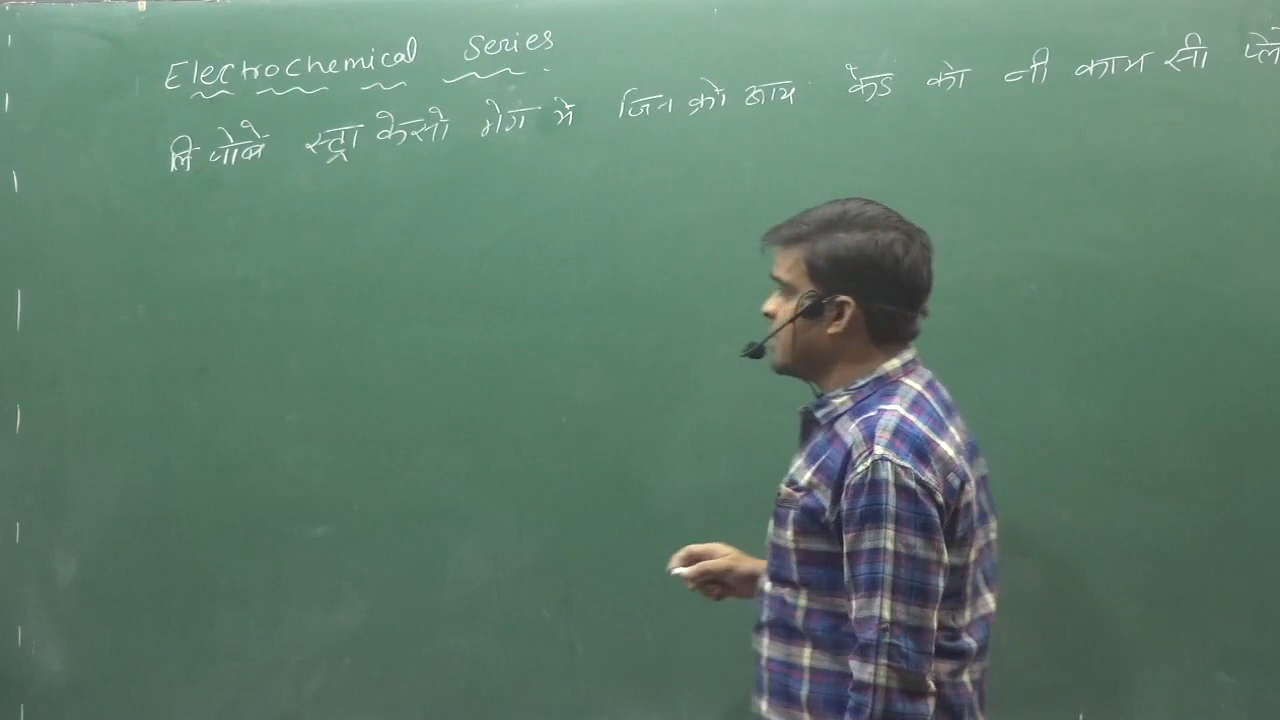 Electrochemical Series
लि पोबे स्ट्रा केसो मेग मे जिन क्रो आय कैड को नी काम सी प्ले